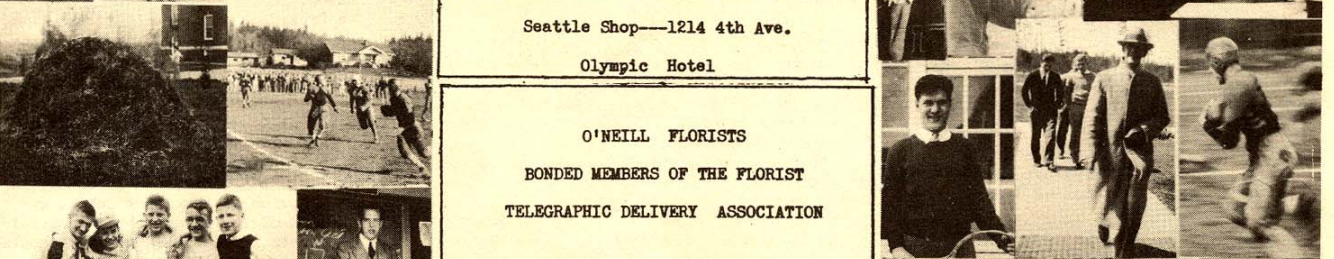 Seattle Shop---1214 4th Ave.
Olympic Hotel
O'NEILL FLORISTS
BONDED MEMBERS OF THE FLORIST
TELEGRAPHIC DELIVERY ASSOCIATION